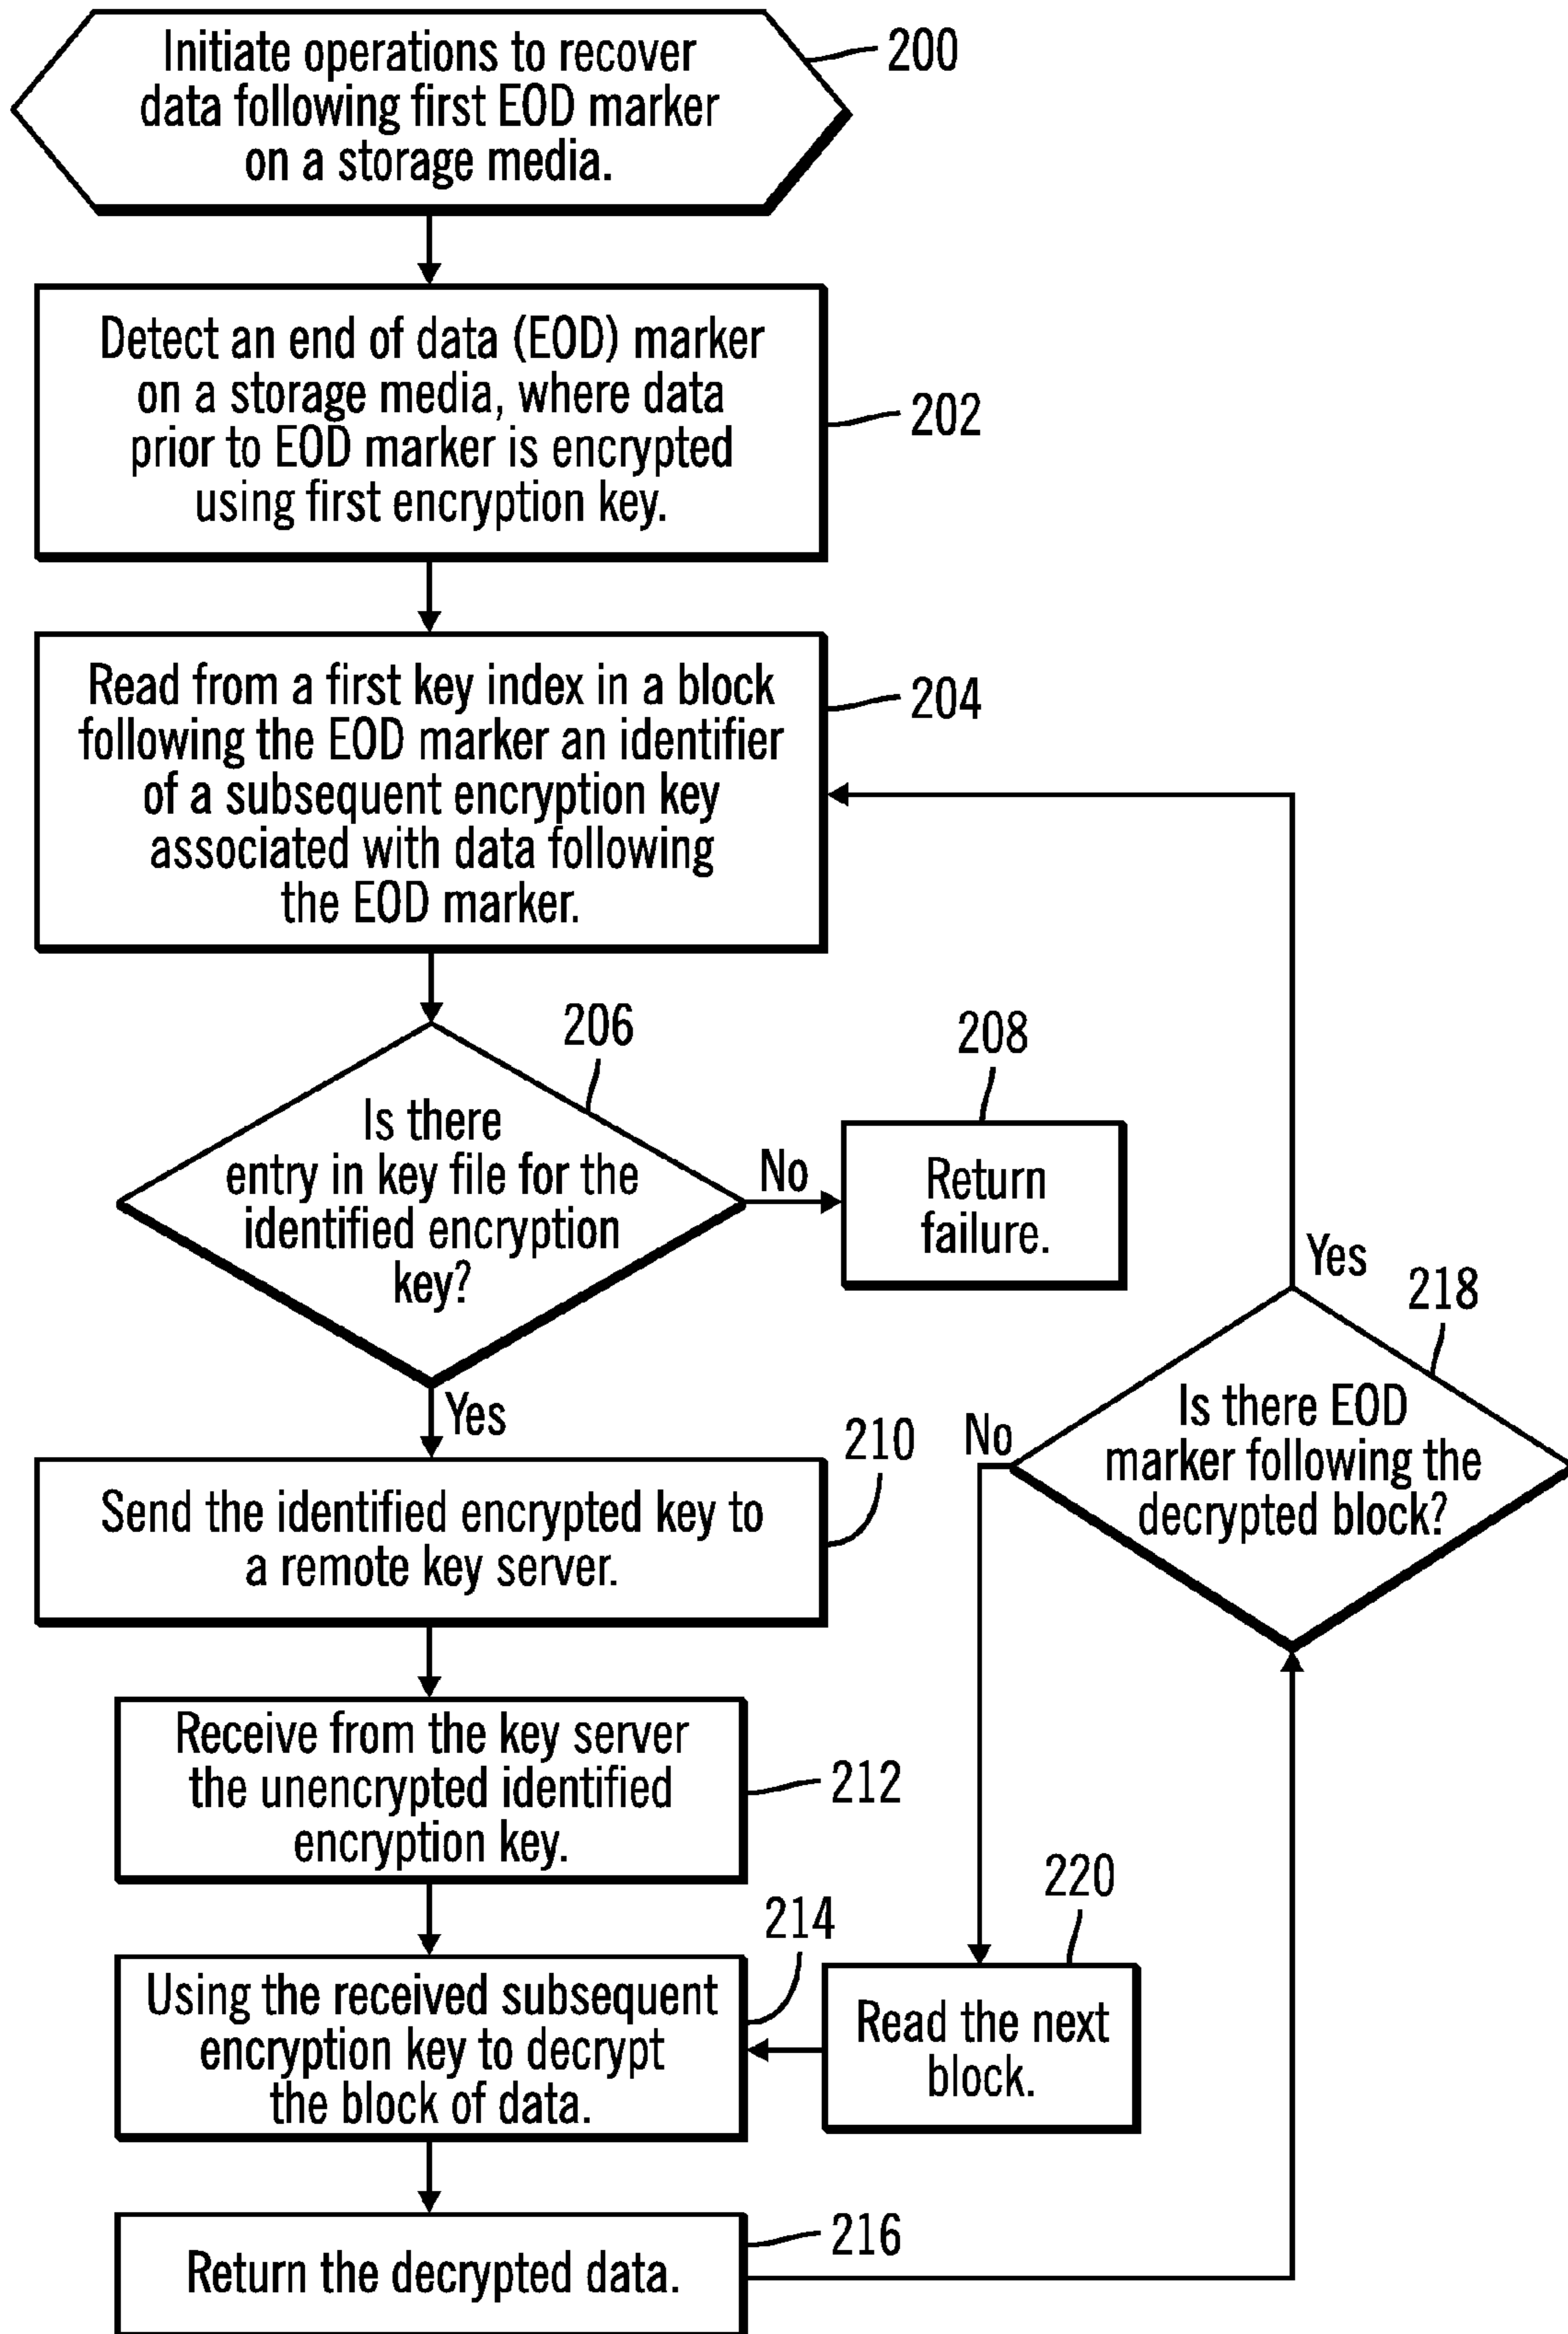 Initiate operations to recover
data following first EOD marker
on a storage media.
200
Detect an end of data (EOD) marker
on a storage media, where data
prior to EOD marker is encrypted
using first encryption key.
202
Read from a first key index in a block
following the EOD marker an identifier
of a subsequent encryption key
associated with data following
the EOD marker.
204
206
Is there
entry in key file for the
identified encryption
key?
No
208
Return
failure.
Yes
Yes
218
Is there EOD
marker following the
decrypted block?
No
210
Send the identified encrypted key to
a remote key server.
Receive from the key server
the unencrypted identified
encryption key.
212
214
Using the received subsequent
encryption key to decrypt
the block of data.
220
Read the next
block.
Return the decrypted data.
216